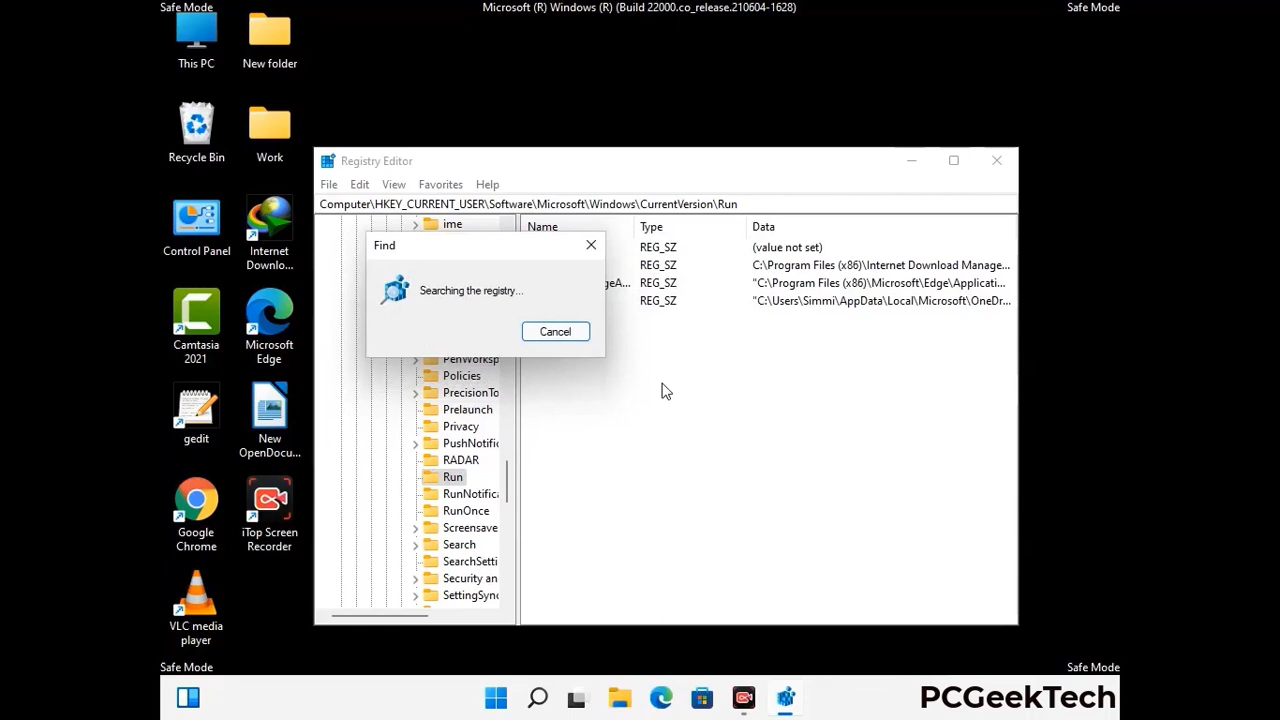 Safe Mode
Microsoft (R) Windows (R) (Build 22000.co_release.210604-1628)
Safe Mode
This PC
New folder
Recycle Bin
Work
Control Panel
Internet
Downlo...
Camtasia
2021
Microsoft
Edge
gedit
New
OpenDocu...
Google
Chrome
iTop Screen
Recorder
VLC media
player
Registry Editor
File Edit View Favorites Help
Computer\HKEY_CURRENT_USER\Software\Microsoft\Windows\CurrentVersion\Run
ime
Policies
PrecisionTo
Prelaunch
Privacy
PushNotific
RADAR
Run
RunNotifica
RunOnce
Screensave
Search
SearchSetti
Security an
SettingSync
Name Type Data
REG_SZ (value not set)
REG_SZ C:\Program Files (x86)\Internet Download Manage...
geA... REG_SZ "C:\Program Files (x86)\Microsoft\Edge\Applicati...
REG_SZ "C:\Users\Simmi\AppData\Local\Microsoft\OneDr...
Find
Searching the registry...
Cancel
Safe Mode
Safe Mode
PCGeekTech